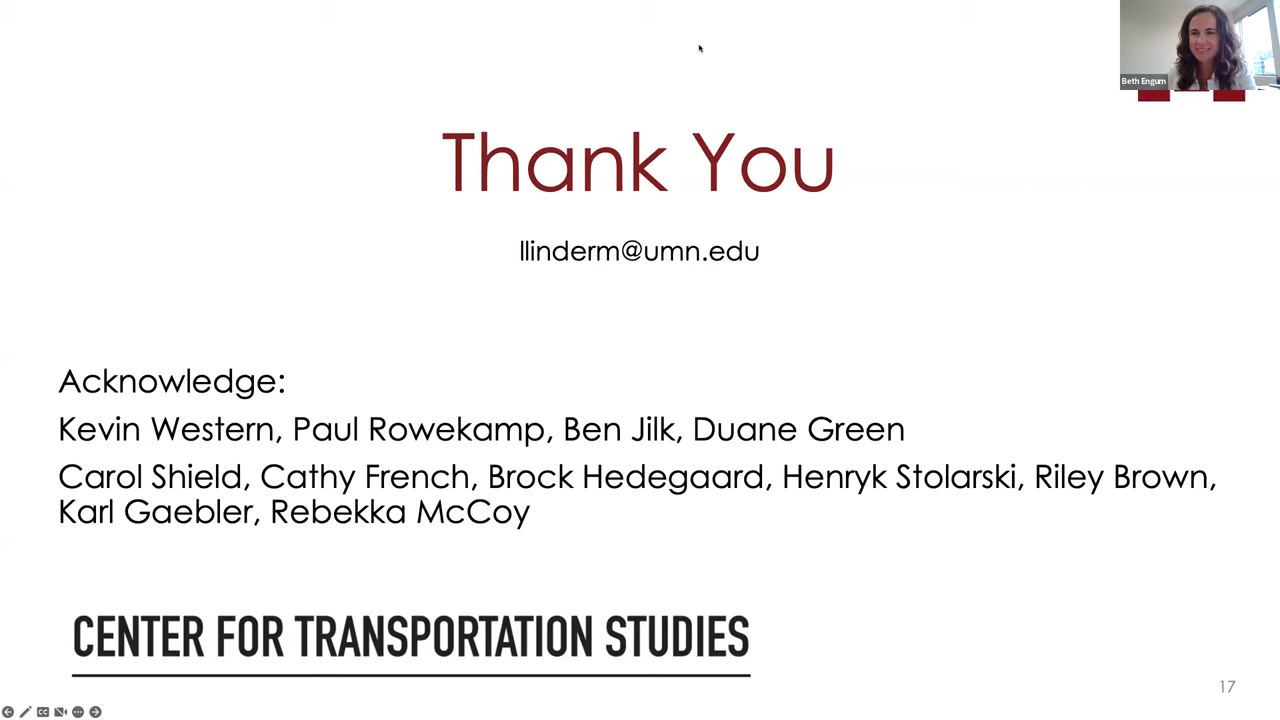 Beth Engum
Thank You
llinderm@umn.edu
Acknowledge:
Kevin Western, Paul Rowekamp, Ben Jilk, Duane Green
Carol Shield, Cathy French, Brock Hedegaard, Henryk Stolarski, Riley Brown,
Karl Gaebler, Rebekka McCoy
CENTER FOR TRANSPORTATION STUDIES
17